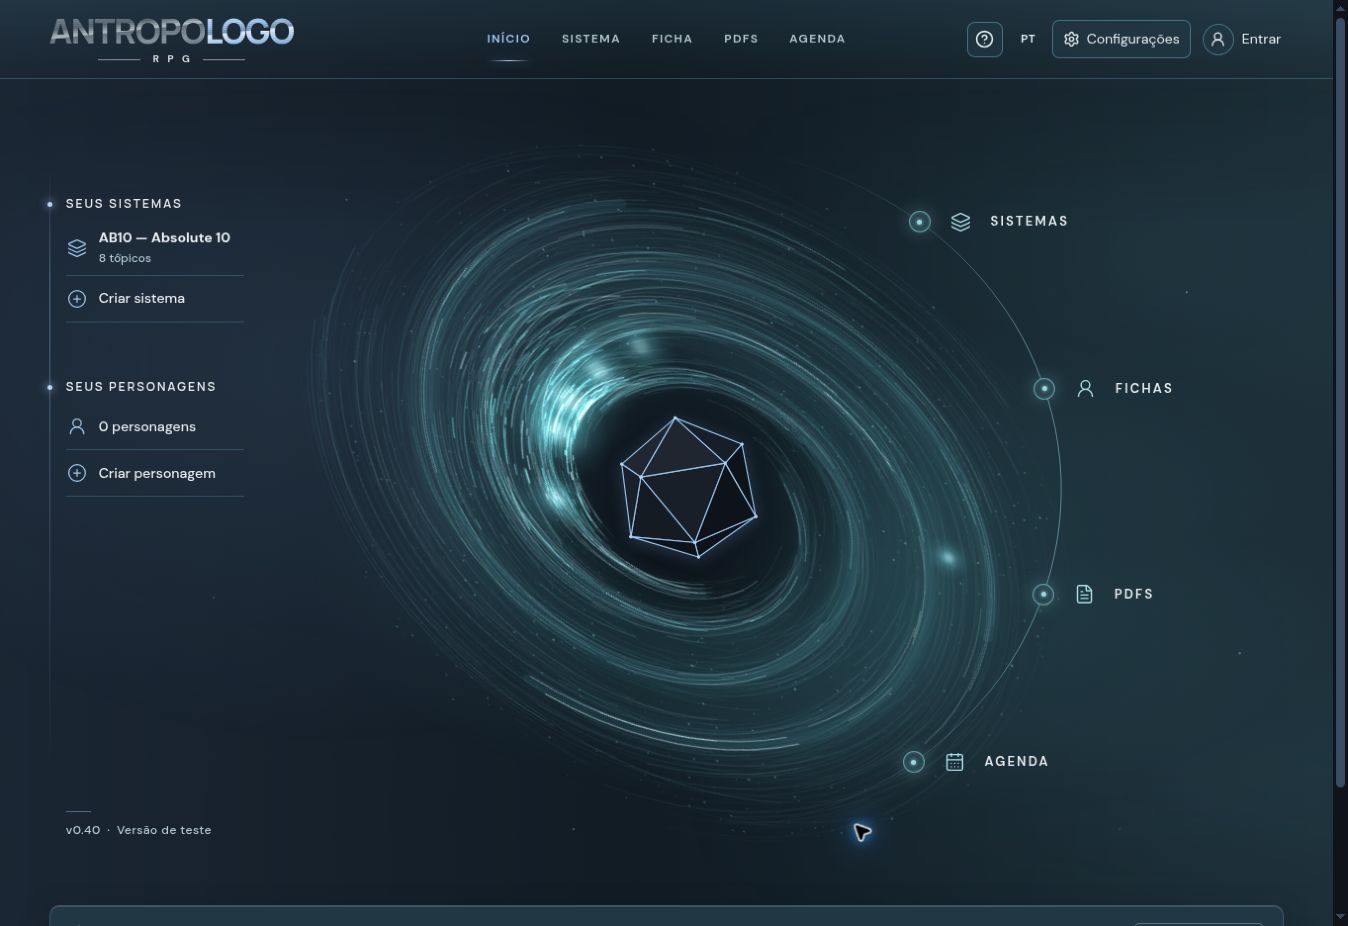 ANTROPOLOGO
RPG
INÍCIO
SISTEMA
FICHA
PDFS
AGENDA
PT
Configurações
Entrar
SEUS SISTEMAS
AB10 — Absolute 10
8 tópicos
Criar sistema
SEUS PERSONAGENS
0 personagens
Criar personagem
SISTEMAS
FICHAS
PDFS
AGENDA
v0.40 · Versão de teste